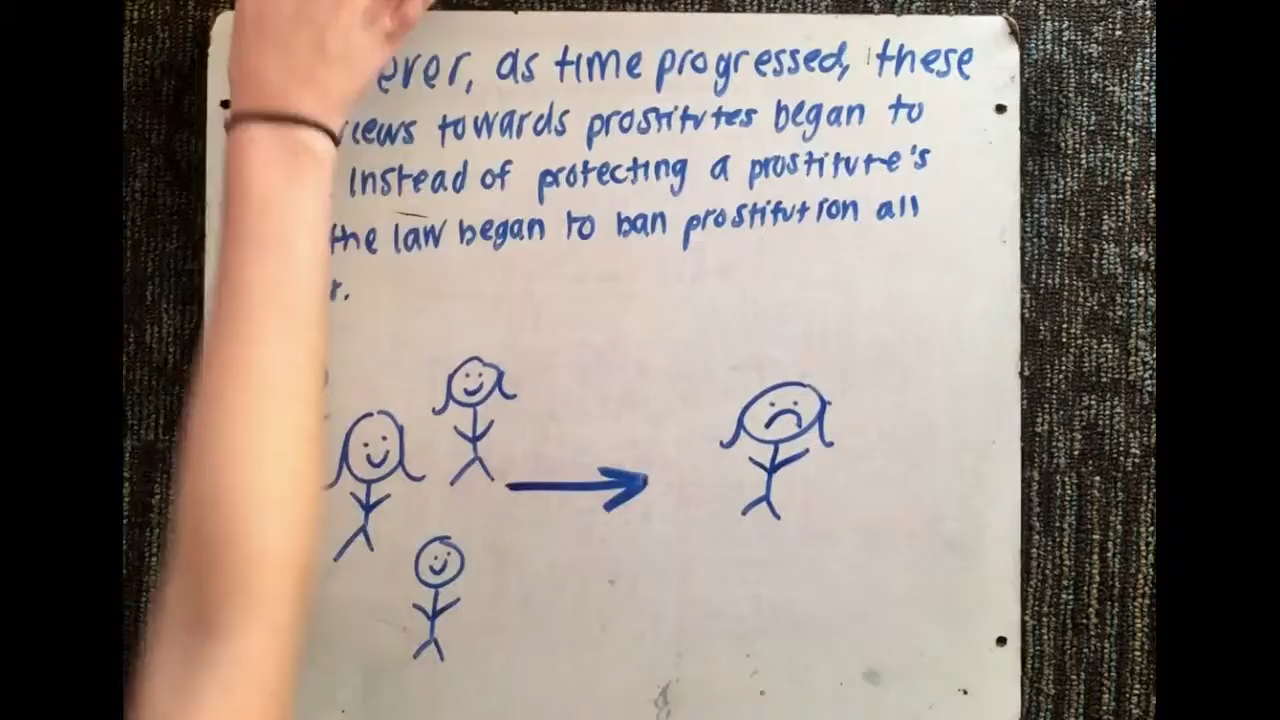 ever, as time progressed, these
views towards prostitutes began to
Instead of protecting a prostiture's
the law began to ban prostitution all
r.